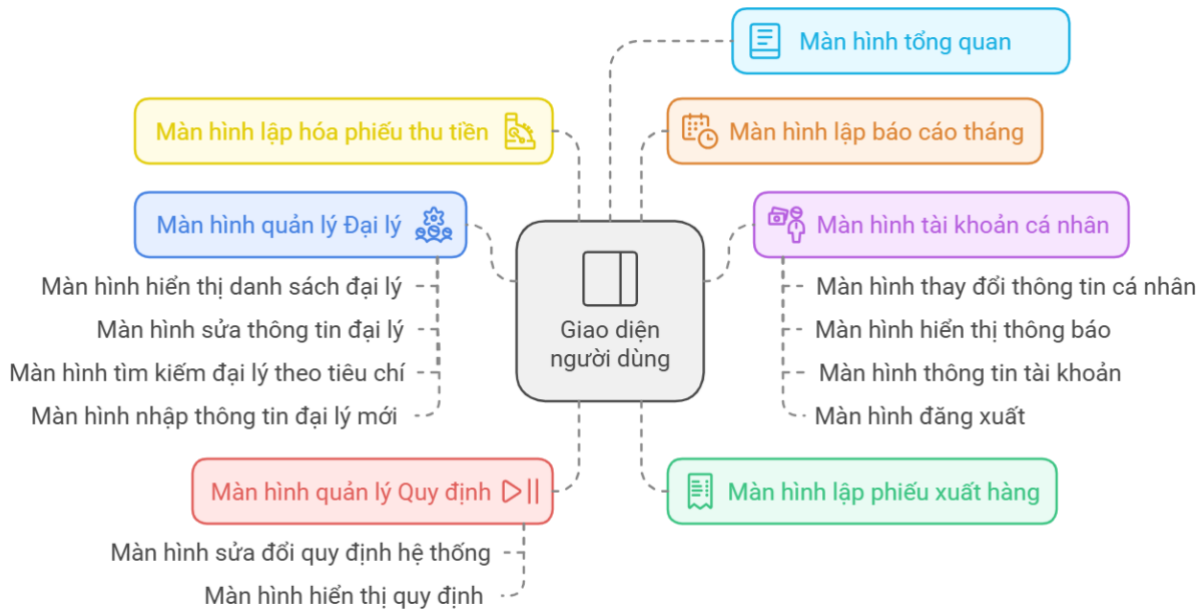 Màn hình tổng quan
Màn hình lập hóa phiếu thu tiền
Màn hình lập báo cáo tháng
Màn hình quản lý Đại lý
Màn hình hiển thị danh sách đại lý
Màn hình sửa thông tin đại lý
Màn hình tìm kiếm đại lý theo tiêu chí
Màn hình nhập thông tin đại lý mới
Giao diện
người dùng
Màn hình tài khoản cá nhân
Màn hình thay đổi thông tin cá nhân
Màn hình hiển thị thông báo
Màn hình thông tin tài khoản
Màn hình đăng xuất
Màn hình quản lý Quy định
Màn hình sửa đổi quy định hệ thống
Màn hình hiển thị quy định
Màn hình lập phiếu xuất hàng